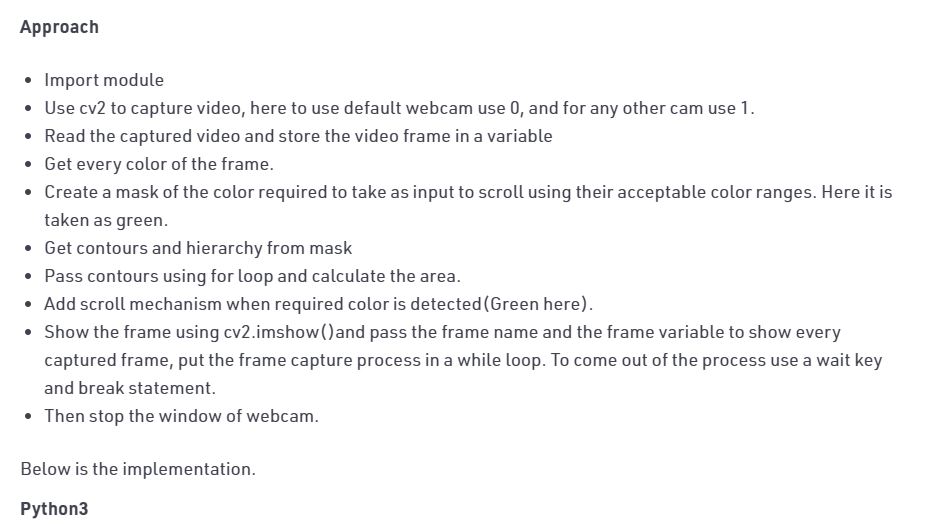 Approach
• Import module
• Use cv2 to capture video, here to use default webcam use 0, and for any other cam use 1.
• Read the captured video and store the video frame in a variable
• Get every color of the frame.
• Create a mask of the color required to take as input to scroll using their acceptable color ranges. Here it is
taken as green.
• Get contours and hierarchy from mask
• Pass contours using for loop and calculate the area.
• Add scroll mechanism when required color is detected(Green here).
• Show the frame using cv2.imshow()and pass the frame name and the frame variable to show every
captured frame, put the frame capture process in a while loop. To come out of the process use a wait key
and break statement.
• Then stop the window of webcam.
Below is the implementation.
Python3